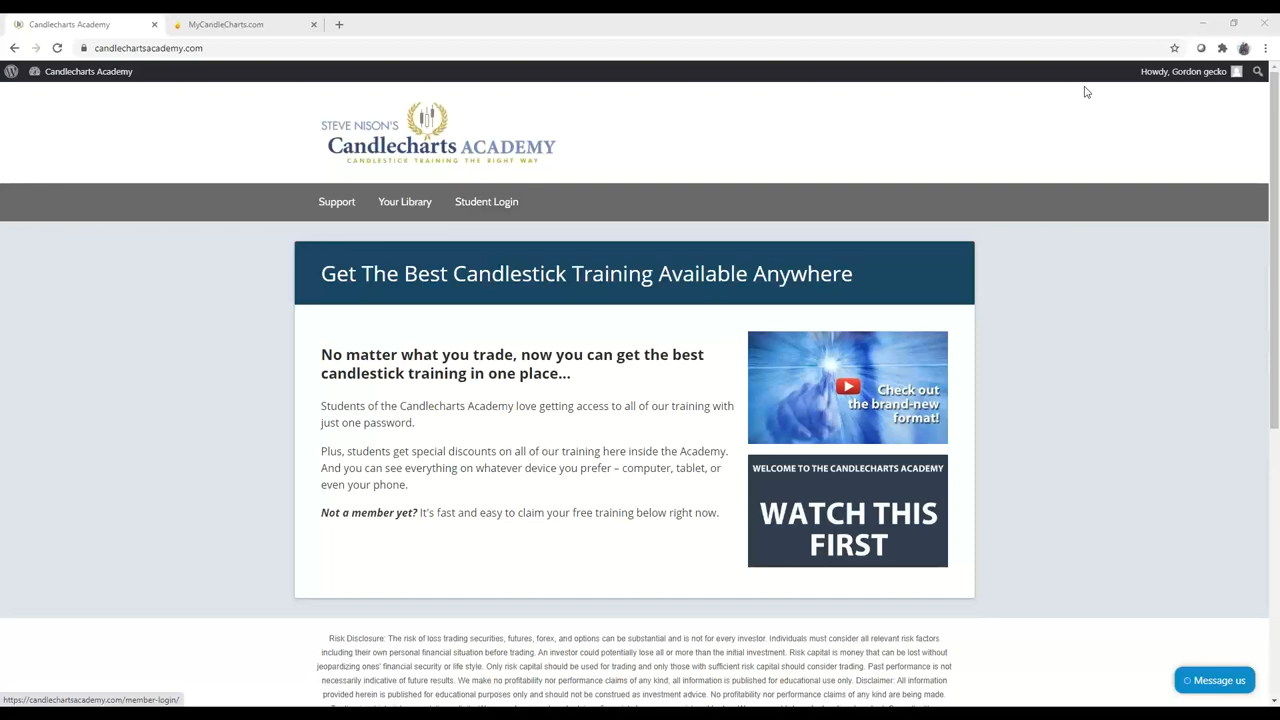 Candlecharts Academy
MyCandleCharts.com
candlechartsacademy.com
Candlecharts Academy
Howdy, Gordon gecko
STEVE NISON'S
Candlecharts ACADEMY
CANDLESTICK TRAINING THE RIGHT WAY
Support
Your Library
Student Login
Get The Best Candlestick Training Available Anywhere
No matter what you trade, now you can get the best
candlestick training in one place...
Students of the Candlecharts Academy love getting access to all of our training with
just one password.
Plus, students get special discounts on all of our training here inside the Academy.
And you can see everything on whatever device you prefer – computer, tablet, or
even your phone.
Not a member yet? It's fast and easy to claim your free training below right now.
Check out
the brand-new
format!
WELCOME TO THE CANDLECHARTS ACADEMY
WATCH THIS
FIRST
Risk Disclosure: The risk of loss trading securities, futures, forex, and options can be substantial and is not for every investor. Individuals must consider all relevant risk factors
including their own personal financial situation before trading. An investor could potentially lose all or more than the initial investment. Risk capital is money that can be lost without
jeopardizing ones' financial security or life style. Only risk capital should be used for trading and only those with sufficient risk capital should consider trading. Past performance is not
necessarily indicative of future results. We make no profitability nor performance claims of any kind; all information is published for educational use only. Disclaimer: All information
provided herein is published for educational purposes only and should not be construed as investment advice. No profitability nor performance claims of any kind are being made.
Message us
https://candlechartsacademy.com/member-login/